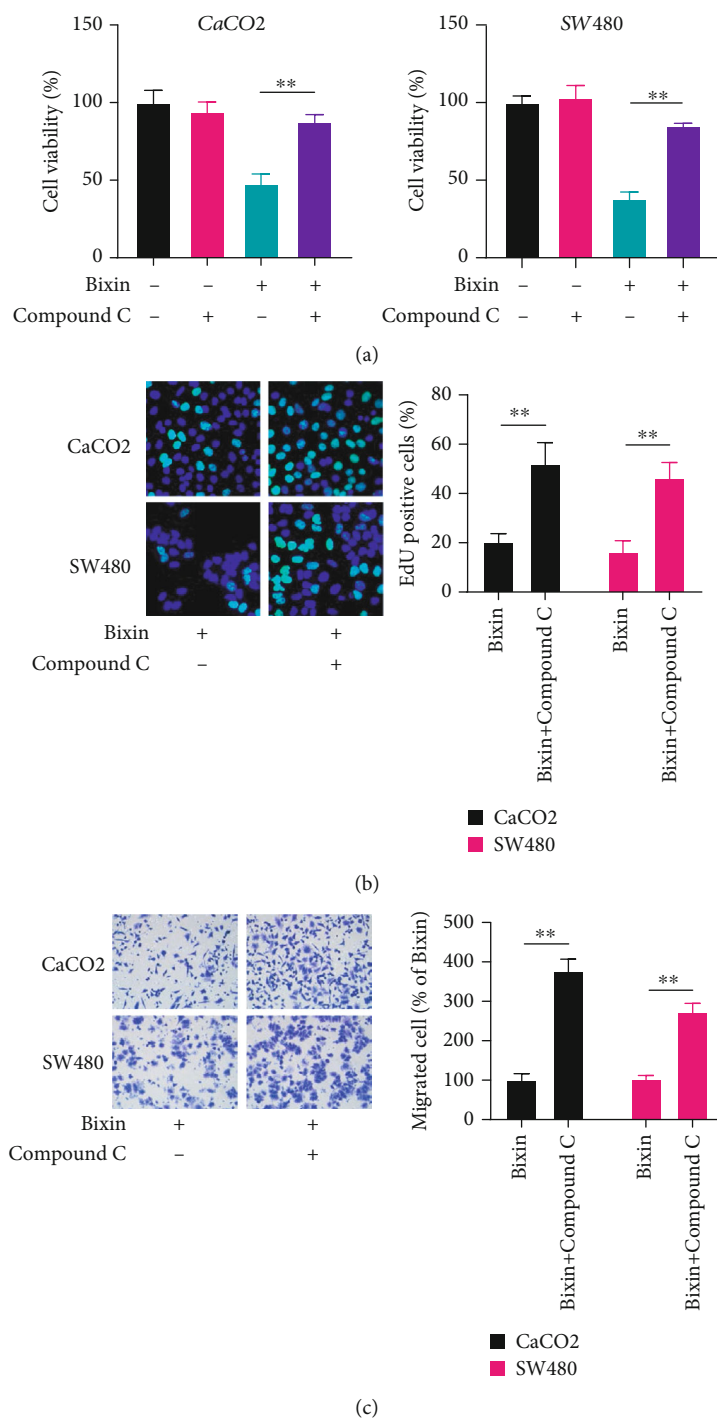 CaCO2
SW480
150
100
50
0
Cell viability (%)
**
150
100
50
0
Cell viability (%)
**
Bixin – – + +
Compound C – + – +
Bixin – – + +
Compound C – + – +
(a)
CaCO2
SW480
Bixin + +
Compound C – +
80
60
40
20
0
EdU positive cells (%)
**
**
Bixin
Bixin+Compound C
Bixin
Bixin+Compound C
CaCO2
SW480
(b)
CaCO2
SW480
Bixin + +
Compound C – +
500
400
300
200
100
0
Migrated cell (% of Bixin)
**
**
Bixin
Bixin+Compound C
Bixin
Bixin+Compound C
CaCO2
SW480
(c)